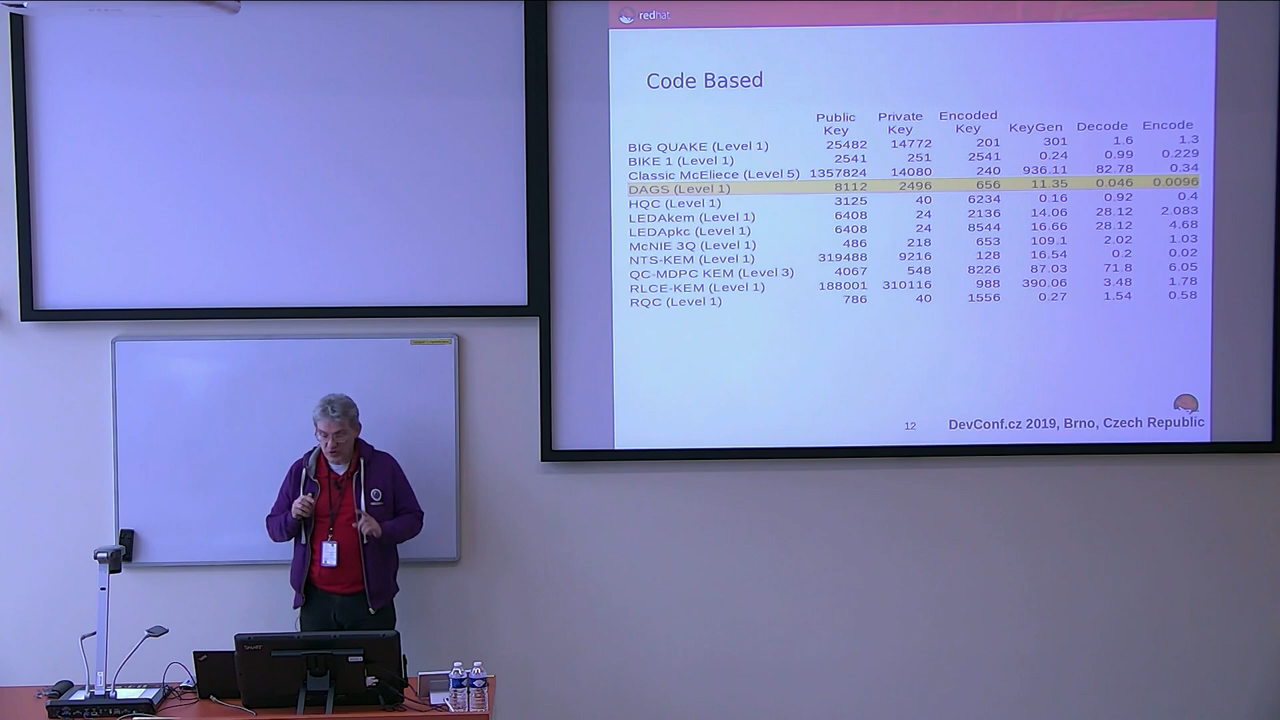 redhat
Code Based
Public Key Private Key Encoded Key KeyGen Decode Encode
BIG QUAKE (Level 1) 25482 14772 201 301 1.6 1.3
BIKE 1 (Level 1) 2541 251 2541 0.24 0.99 0.229
Classic McEliece (Level 5) 1357824 14080 240 936.11 82.78 0.34
DAGS (Level 1) 8112 2496 656 11.35 0.046 0.0096
HQC (Level 1) 3125 40 6234 0.16 0.92 0.4
LEDAkem (Level 1) 6408 24 2136 14.06 28.12 2.083
LEDApkc (Level 1) 6408 24 8544 16.66 28.12 4.68
McNIE 3Q (Level 1) 486 218 653 109.1 2.02 1.03
NTS-KEM (Level 1) 319488 9216 128 16.54 0.2 0.02
QC-MDPC KEM (Level 3) 4067 548 8226 87.03 71.8 6.05
RLCE-KEM (Level 1) 188001 310116 988 390.06 3.48 1.78
RQC (Level 1) 786 40 1556 0.27 1.54 0.58
12 DevConf.cz 2019, Brno, Czech Republic